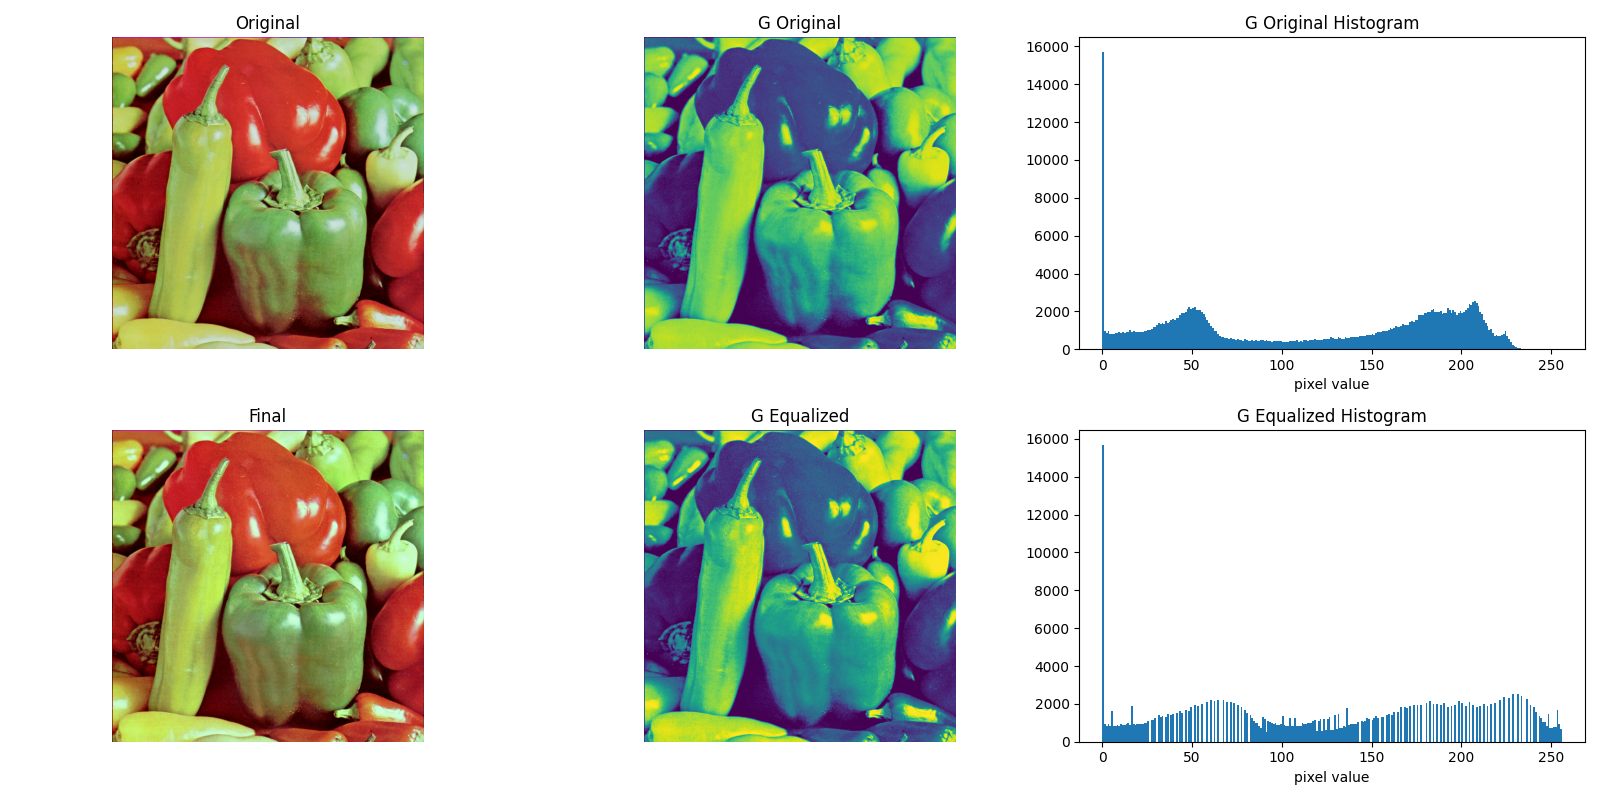 Original
G Original
G Original Histogram
16000
14000
12000
10000
8000
6000
4000
2000
0
0 50 100 150 200 250
pixel value
Final
G Equalized
G Equalized Histogram
16000
14000
12000
10000
8000
6000
4000
2000
0
0 50 100 150 200 250
pixel value